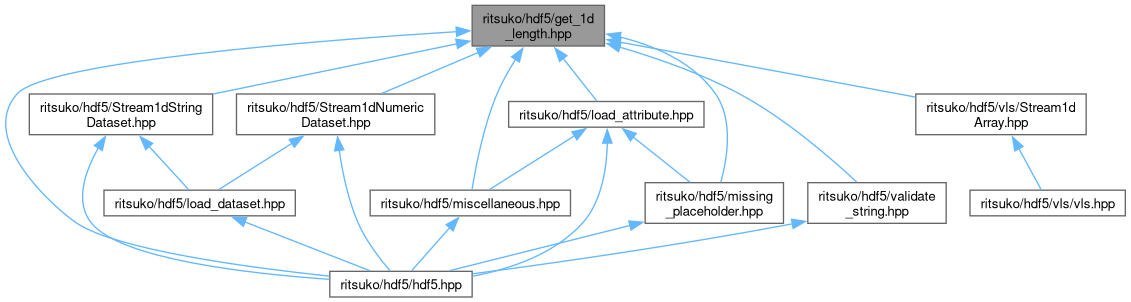 ritsuko/hdf5/get_1d
_length.hpp
ritsuko/hdf5/Stream1dString
Dataset.hpp
ritsuko/hdf5/Stream1dNumeric
Dataset.hpp
ritsuko/hdf5/load_attribute.hpp
ritsuko/hdf5/vls/Stream1d
Array.hpp
ritsuko/hdf5/load_dataset.hpp
ritsuko/hdf5/miscellaneous.hpp
ritsuko/hdf5/missing
_placeholder.hpp
ritsuko/hdf5/validate
_string.hpp
ritsuko/hdf5/vls/vls.hpp
ritsuko/hdf5/hdf5.hpp